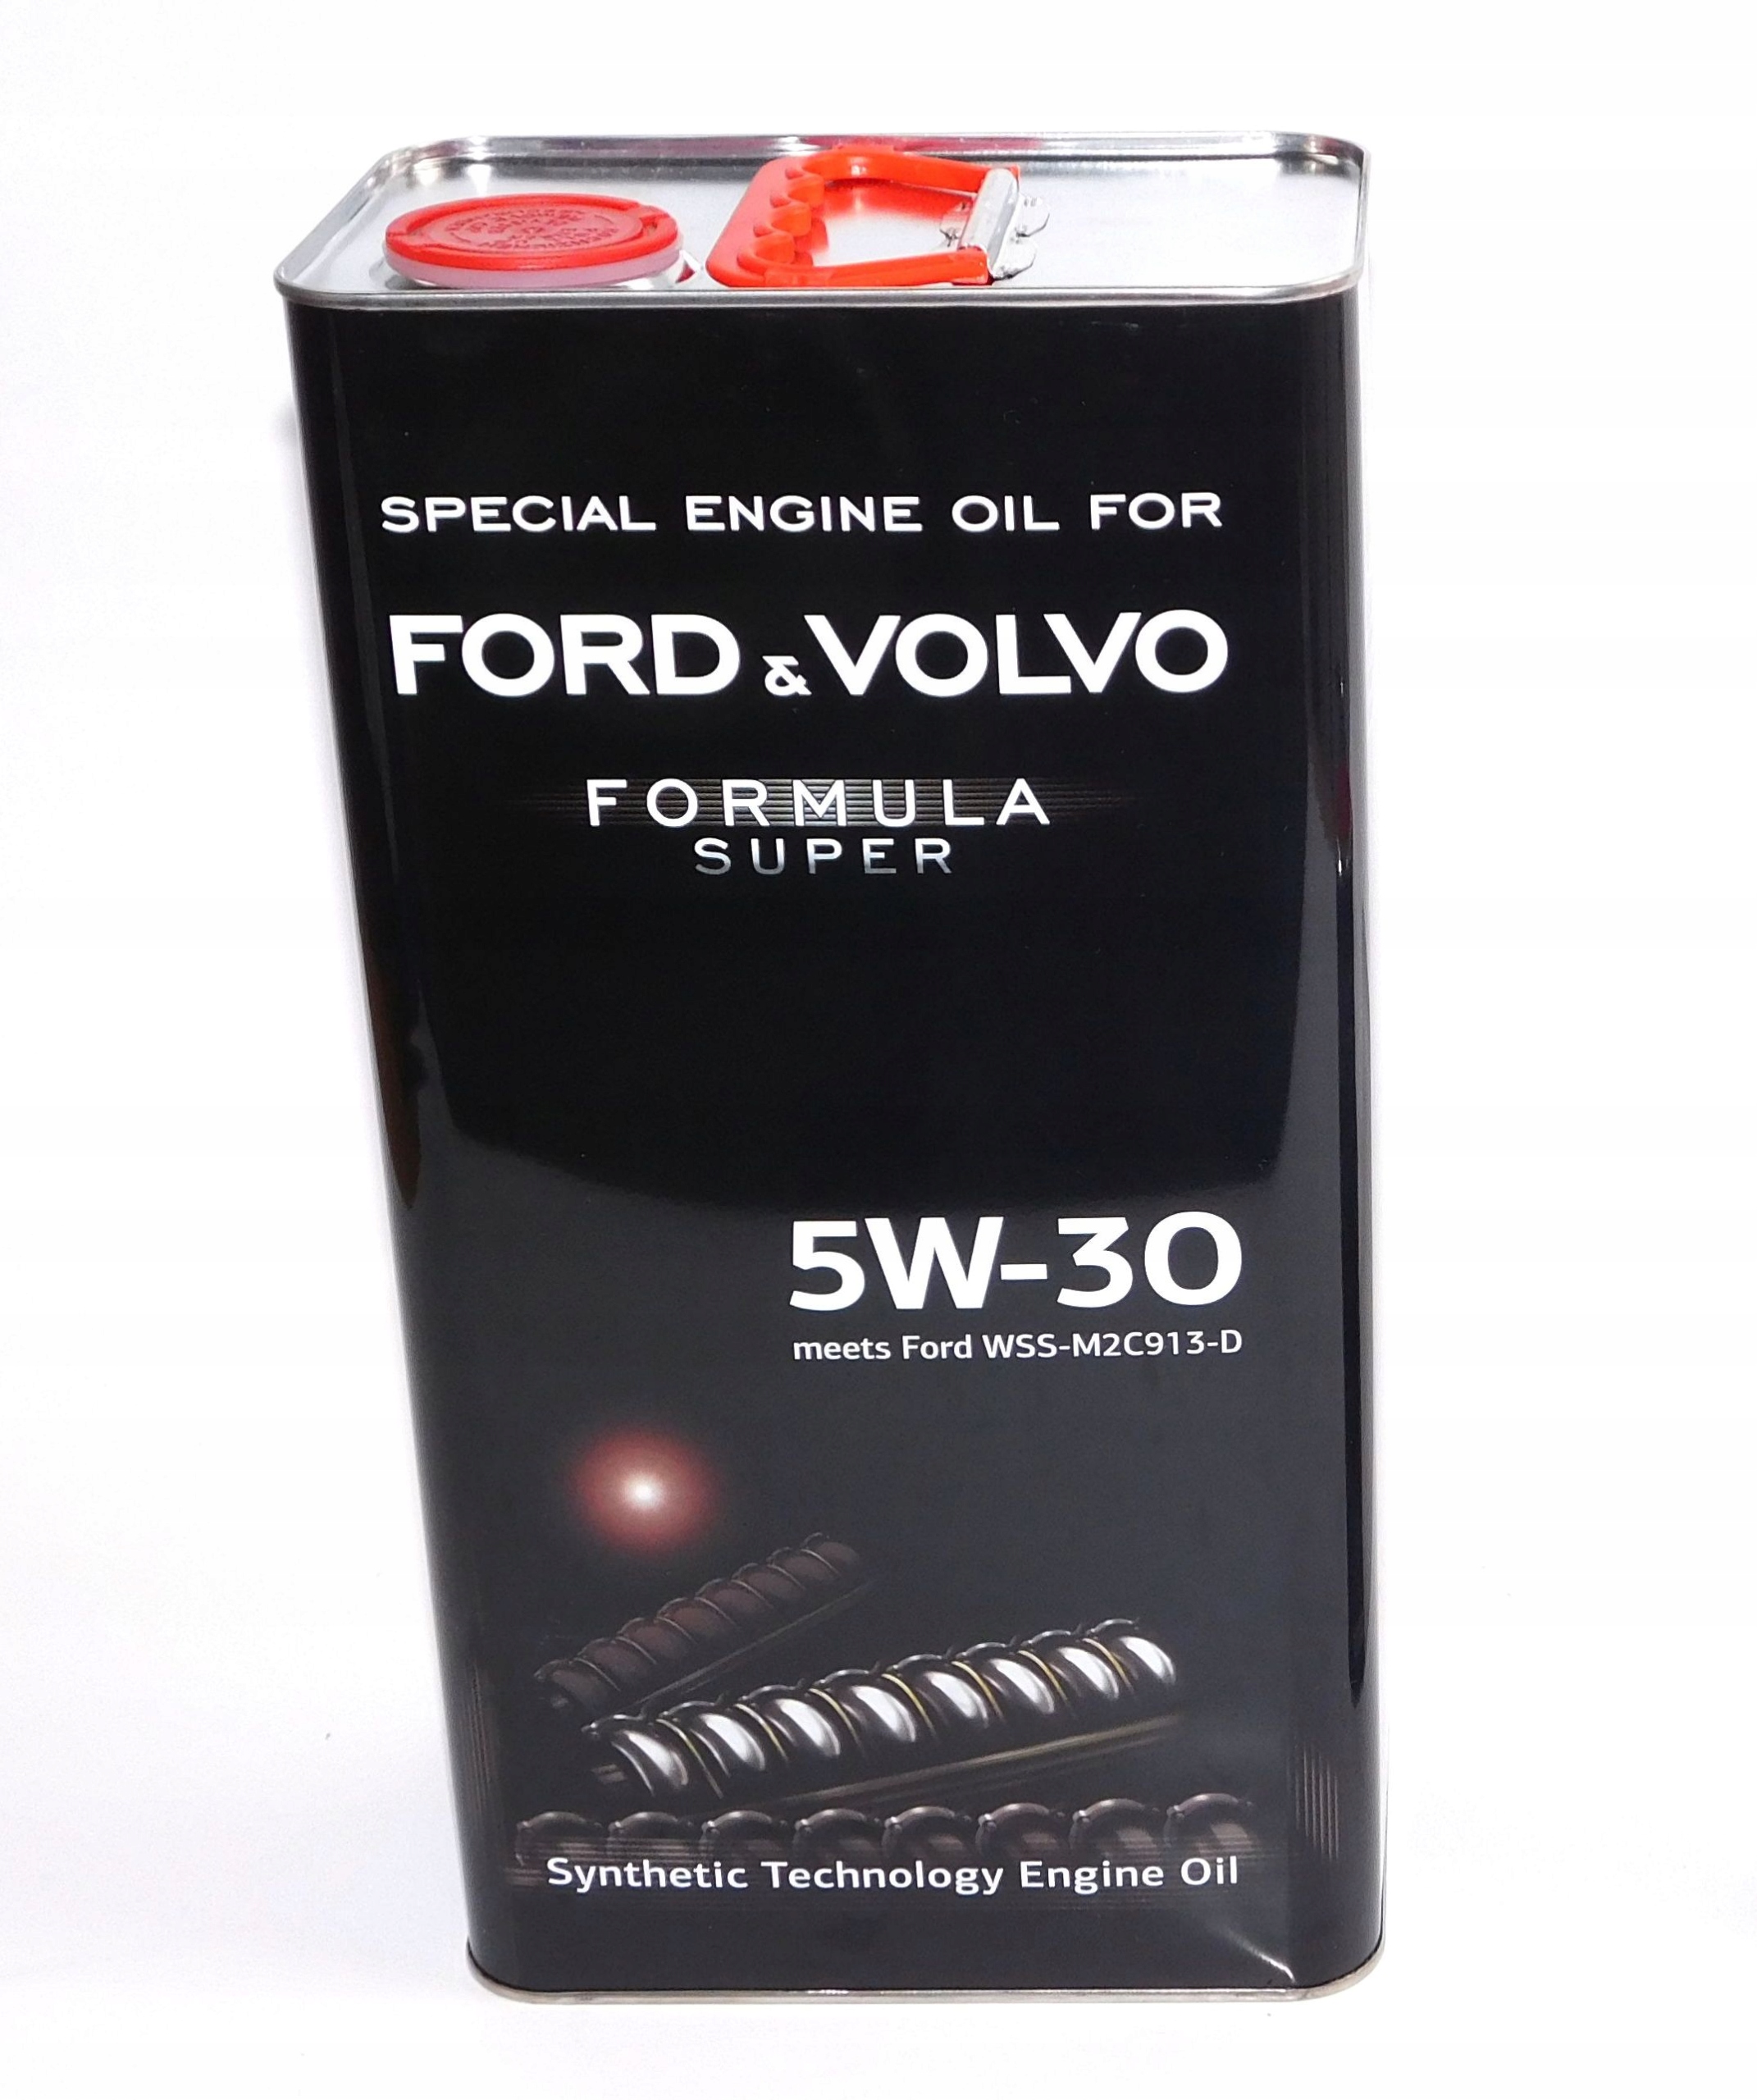 SPECIAL ENGINE OIL FOR
FORD & VOLVO
FORMULA
SUPER
5W-30
meets Ford WSS-M2C913-D
Synthetic Technology Engine Oil